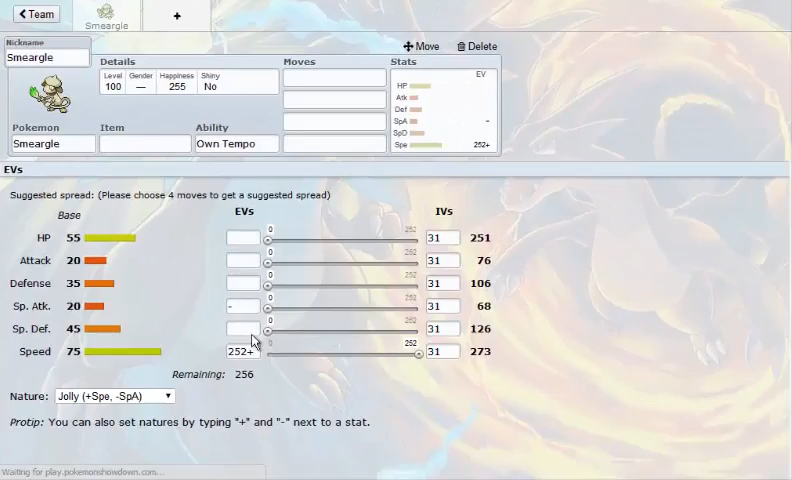 Team
Smeargle
+
Nickname
Smeargle
Move
Delete
Details
Moves
Stats
Level
Gender
Happiness
Shiny
100
—
255
No
EV
HP
Atk
Def
SpA -
SpD
Spe 252+
Pokemon
Item
Ability
Smeargle
Own Tempo
EVs
Suggested spread: (Please choose 4 moves to get a suggested spread)
Base
EVs
IVs
HP 55 0 252 31 251
Attack 20 0 252 31 76
Defense 35 0 252 31 106
Sp. Atk. 20 - 0 252 31 68
Sp. Def. 45 0 252 31 126
Speed 75 252+ 0 252 31 273
Remaining: 256
Nature: Jolly (+Spe, -SpA)
Protip: You can also set natures by typing "+" and "-" next to a stat.
Waiting for play.pokemonshowdown.com...